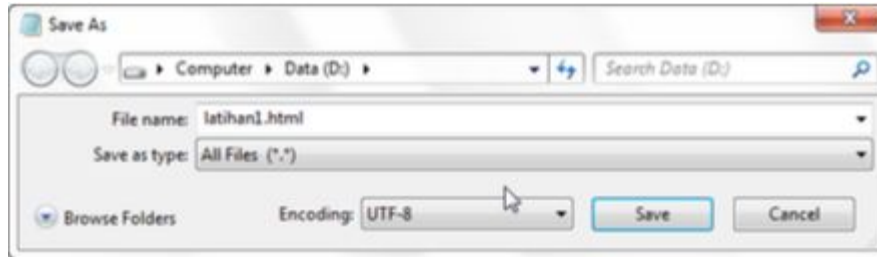 Save As
Computer Data (D:) Search Data (D:)
File name: latihan1.html
Save as type: All Files (*.*)
Browse Folders Encoding: UTF-8 Save Cancel